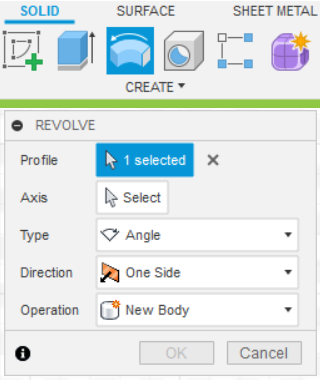 SOLID SURFACE SHEET METAL
CREATE
REVOLVE
Profile 1 selected
Axis Select
Type Angle
Direction One Side
Operation New Body
OK Cancel